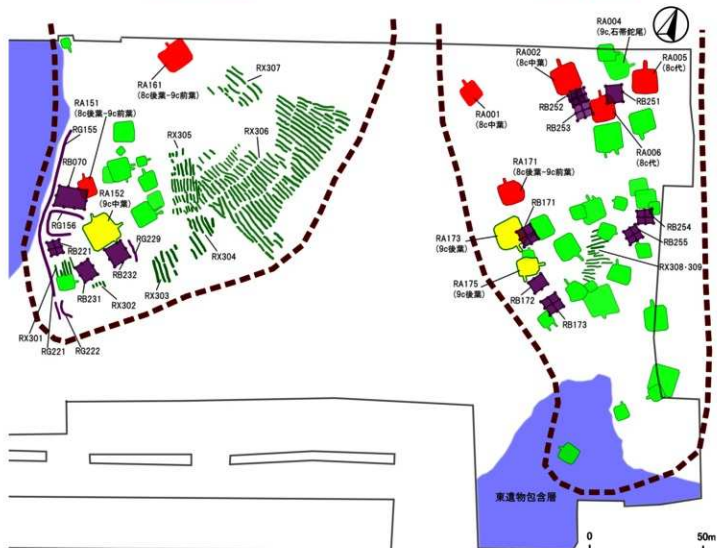 RA161
(8c後葉-9c前葉)
RX307
RA151
(8c後葉-9c前葉)
RG155
RX305
RX306
RB070
RA152
(9c中葉)
RG156
RG229
RB221
RX304
RB232
RX303
RB231
RX302
RX301
RG221
RG222
RA004
(9c,石帯蛇尾)
RA002
(8c中葉)
RA005
(8c代)
RB252
RB251
RB253
RA001
(8c中葉)
RA006
(8c代)
RA171
(8c後葉-9c前葉)
RB171
RB254
RA173
(9c後葉)
RB255
RX308・309
RA175
(9c後葉)
RB172
RB173
東遺物包含層
0
50m